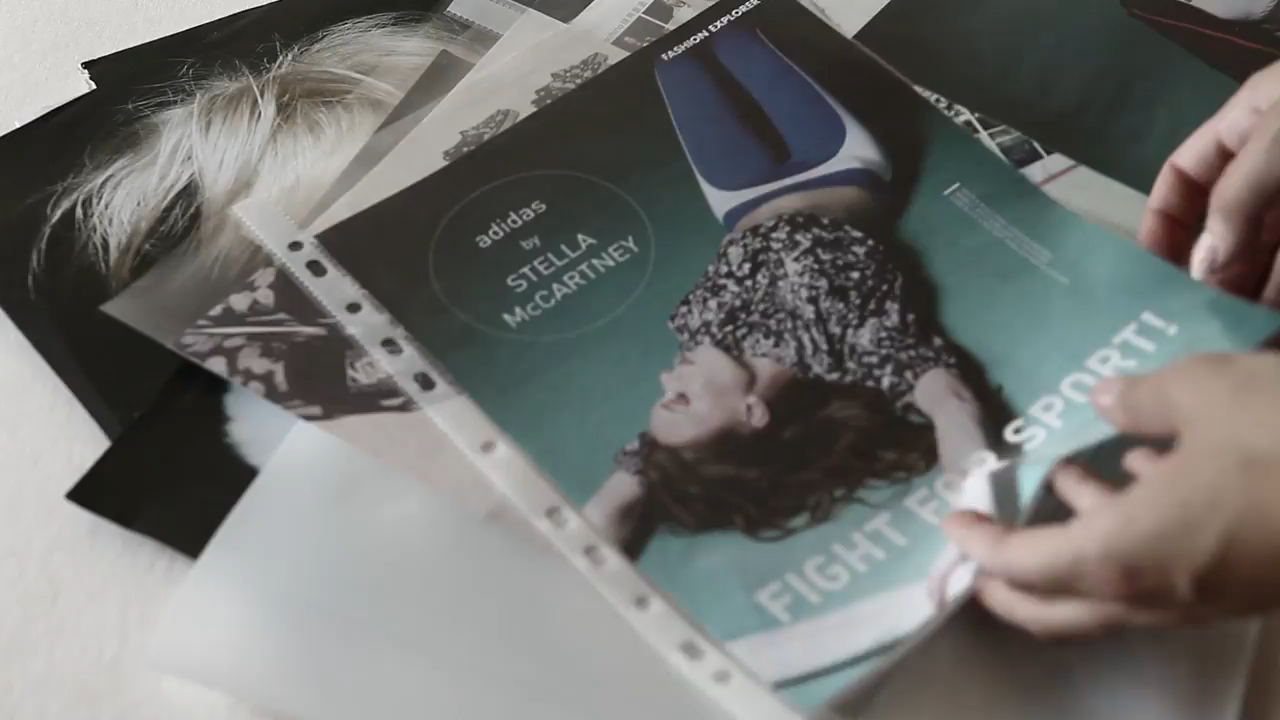 FASHION EXPLORER
adidas
by
STELLA
McCARTNEY
FIGHT FOR SPORT!